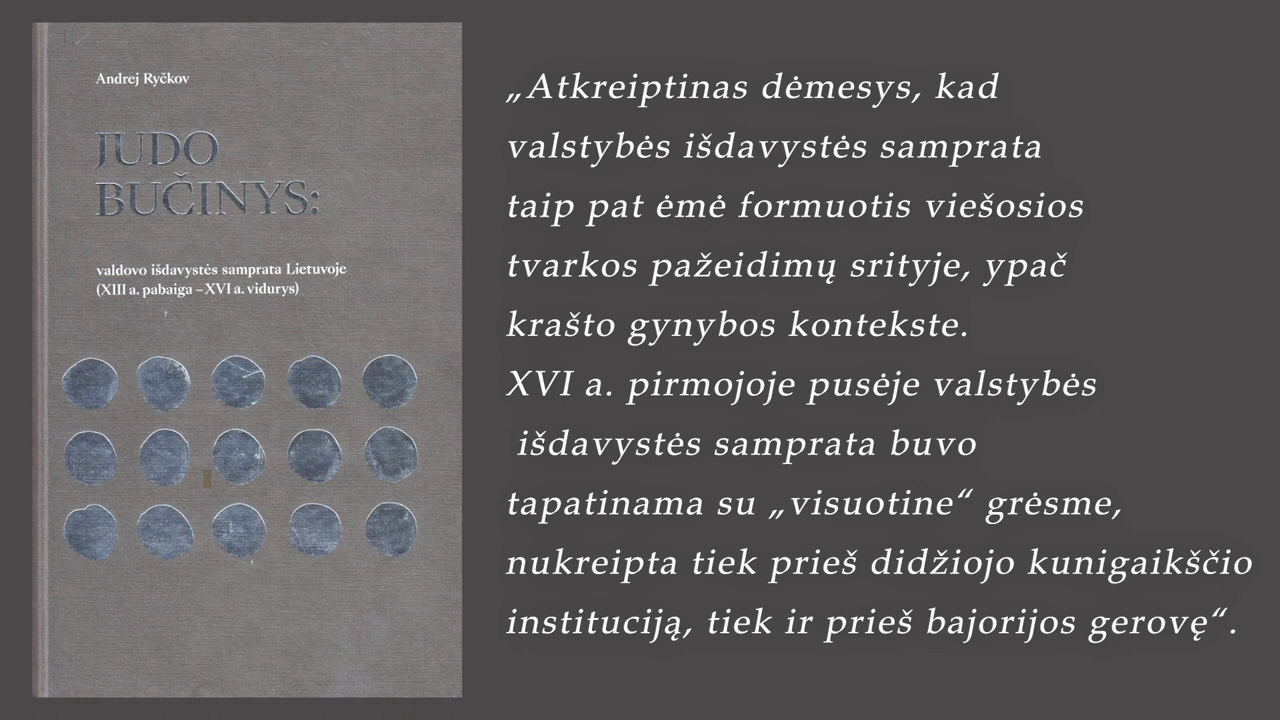 Andrej Ryčkov
JUDO
BUČINYS:
valdovo išdavystės samprata Lietuvoje
(XIII a. pabaiga – XVI a. vidurys)
„Atkreiptinas dėmesys, kad
valstybės išdavystės samprata
taip pat ėmė formuotis viešosios
tvarkos pažeidimų srityje, ypač
krašto gynybos kontekste.
XVI a. pirmojoje pusėje valstybės
išdavystės samprata buvo
tapatinama su „visuotine“ grėsme,
nukreipta tiek prieš didžiojo kunigaikščio
instituciją, tiek ir prieš bajorijos gerovę“.